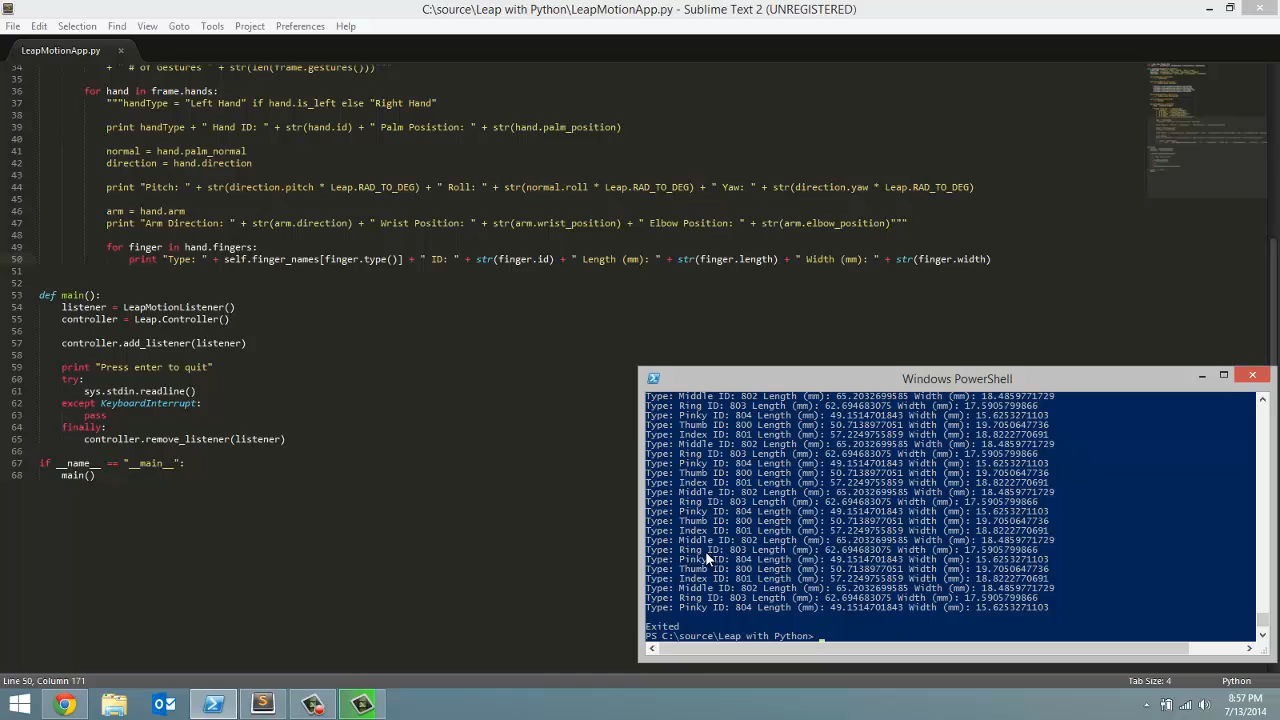 C:\source\Leap with Python\LeapMotionApp.py - Sublime Text 2 (UNREGISTERED)
File Edit Selection Find View Goto Tools Project Preferences Help
LeapMotionApp.py ×
34 + " # of Gestures " + str(len(frame.gestures()))
35
36 for hand in frame.hands:
37 """handType = "Left Hand" if hand.is_left else "Right Hand"
38
39 print handType + " Hand ID: " + str(hand.id) + " Palm Posistion: " + str(hand.palm_position)
40
41 normal = hand.palm_normal
42 direction = hand.direction
43
44 print "Pitch: " + str(direction.pitch * Leap.RAD_TO_DEG) + " Roll: " + str(normal.roll * Leap.RAD_TO_DEG) + " Yaw: " + str(direction.yaw * Leap.RAD_TO_DEG)
45
46 arm = hand.arm
47 print "Arm Direction: " + str(arm.direction) + " Wrist Position: " + str(arm.wrist_position) + " Elbow Position: " + str(arm.elbow_position)"""
48
49 for finger in hand.fingers:
50 print "Type: " + self.finger_names[finger.type()] + " ID: " + str(finger.id) + " Length (mm): " + str(finger.length) + " Width (mm): " + str(finger.width)
51
52
53 def main():
54 listener = LeapMotionListener()
55 controller = Leap.Controller()
56
57 controller.add_listener(listener)
58
59 print "Press enter to quit"
60 try:
61 sys.stdin.readline()
62 except KeyboardInterrupt:
63 pass
64 finally:
65 controller.remove_listener(listener)
66
67 if __name__ == "__main__":
68 main()
Windows PowerShell
Type: Middle ID: 802 Length (mm): 65.2032699585 Width (mm): 18.4859771729
Type: Ring ID: 803 Length (mm): 62.694683075 Width (mm): 17.5905799866
Type: Pinky ID: 804 Length (mm): 49.1514701843 Width (mm): 15.6253271103
Type: Thumb ID: 800 Length (mm): 50.7138977051 Width (mm): 19.7050647736
Type: Index ID: 801 Length (mm): 57.2249755859 Width (mm): 18.8222770691
Type: Middle ID: 802 Length (mm): 65.2032699585 Width (mm): 18.4859771729
Type: Ring ID: 803 Length (mm): 62.694683075 Width (mm): 17.5905799866
Type: Pinky ID: 804 Length (mm): 49.1514701843 Width (mm): 15.6253271103
Type: Thumb ID: 800 Length (mm): 50.7138977051 Width (mm): 19.7050647736
Type: Index ID: 801 Length (mm): 57.2249755859 Width (mm): 18.8222770691
Type: Middle ID: 802 Length (mm): 65.2032699585 Width (mm): 18.4859771729
Type: Ring ID: 803 Length (mm): 62.694683075 Width (mm): 17.5905799866
Type: Pinky ID: 804 Length (mm): 49.1514701843 Width (mm): 15.6253271103
Type: Thumb ID: 800 Length (mm): 50.7138977051 Width (mm): 19.7050647736
Type: Index ID: 801 Length (mm): 57.2249755859 Width (mm): 18.8222770691
Type: Middle ID: 802 Length (mm): 65.2032699585 Width (mm): 18.4859771729
Type: Ring ID: 803 Length (mm): 62.694683075 Width (mm): 17.5905799866
Type: Pinky ID: 804 Length (mm): 49.1514701843 Width (mm): 15.6253271103
Type: Thumb ID: 800 Length (mm): 50.7138977051 Width (mm): 19.7050647736
Type: Index ID: 801 Length (mm): 57.2249755859 Width (mm): 18.8222770691
Type: Middle ID: 802 Length (mm): 65.2032699585 Width (mm): 18.4859771729
Type: Ring ID: 803 Length (mm): 62.694683075 Width (mm): 17.5905799866
Type: Pinky ID: 804 Length (mm): 49.1514701843 Width (mm): 15.6253271103
Exited
PS C:\source\Leap with Python> _
Line 50, Column 171 Tab Size: 4 Python
8:57 PM
7/13/2014